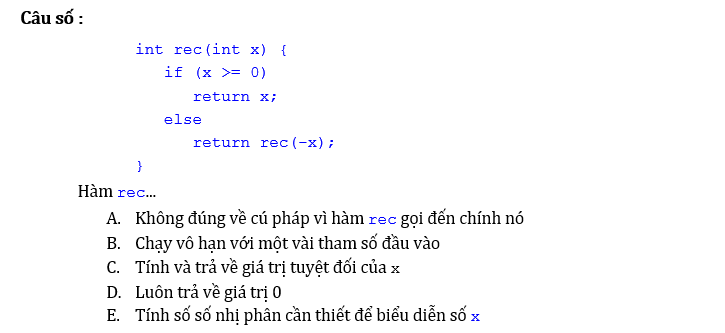 Câu số :
int rec(int x) {
if (x >= 0)
return x;
else
return rec(-x);
}
Hàm rec...
A. Không đúng về cú pháp vì hàm rec gọi đến chính nó
B. Chạy vô hạn với một vài tham số đầu vào
C. Tính và trả về giá trị tuyệt đối của x
D. Luôn trả về giá trị 0
E. Tính số số nhị phân cần thiết để biểu diễn số x